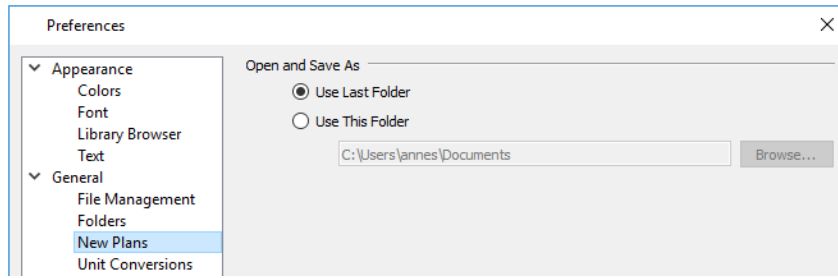 Preferences
Appearance
Colors
Font
Library Browser
Text
General
File Management
Folders
New Plans
Unit Conversions
Open and Save As
Use Last Folder
Use This Folder
C:\Users\annes\Documents
Browse...